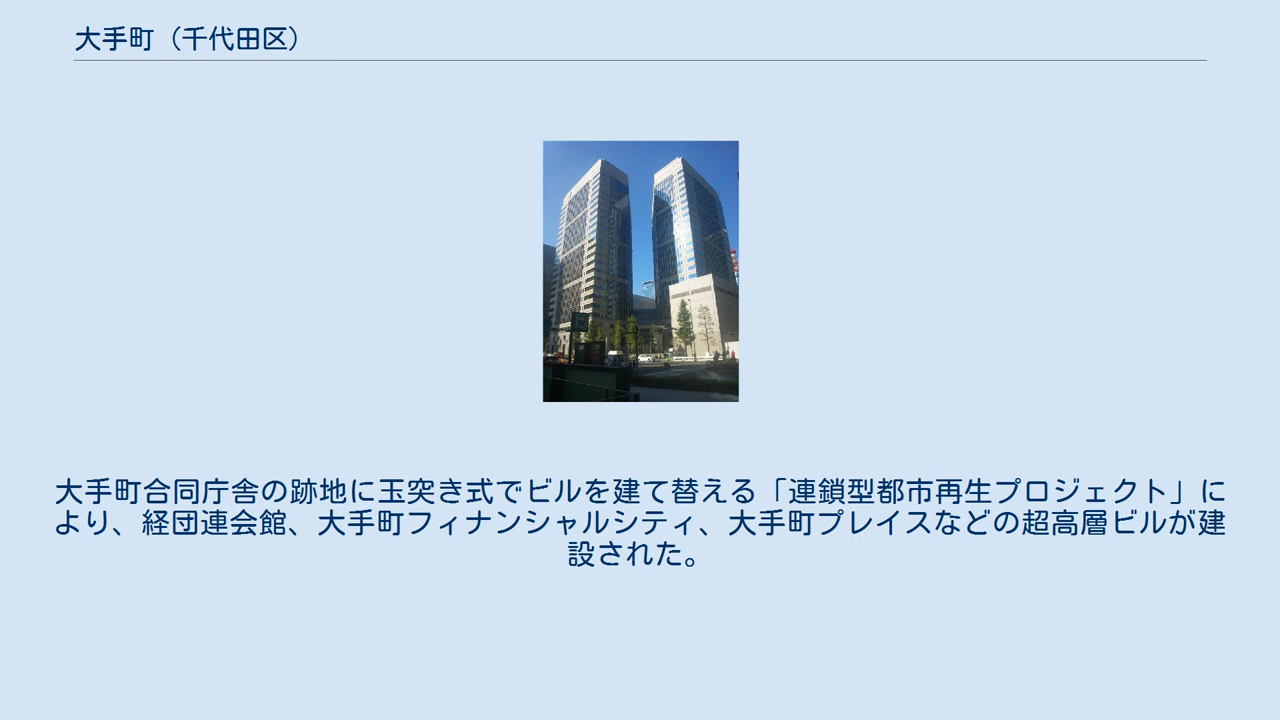 大手町（千代田区）
大手町合同庁舎の跡地に玉突き式でビルを建て替える「連鎖型都市再生プロジェクト」に
より、経団連会館、大手町フィナンシャルシティ、大手町プレイスなどの超高層ビルが建
設された。